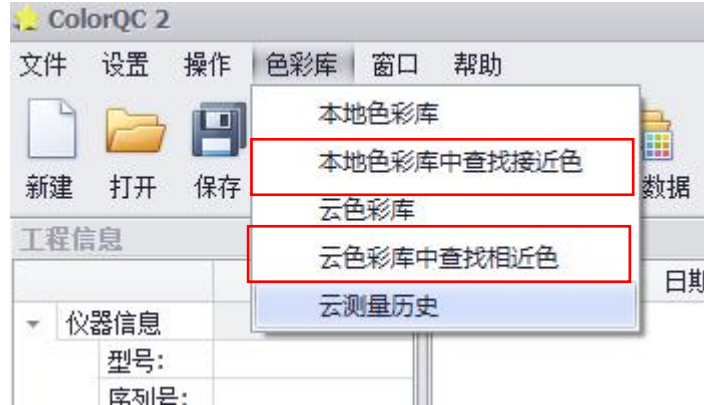 ColorQC 2
文件 设置 操作 色彩库 窗口 帮助
新建 打开 保存 数据
本地色彩库
本地色彩库中查找接近色
云色彩库
云色彩库中查找相近色
云测量历史
工程信息
日期
仪器信息
型号:
序列号: